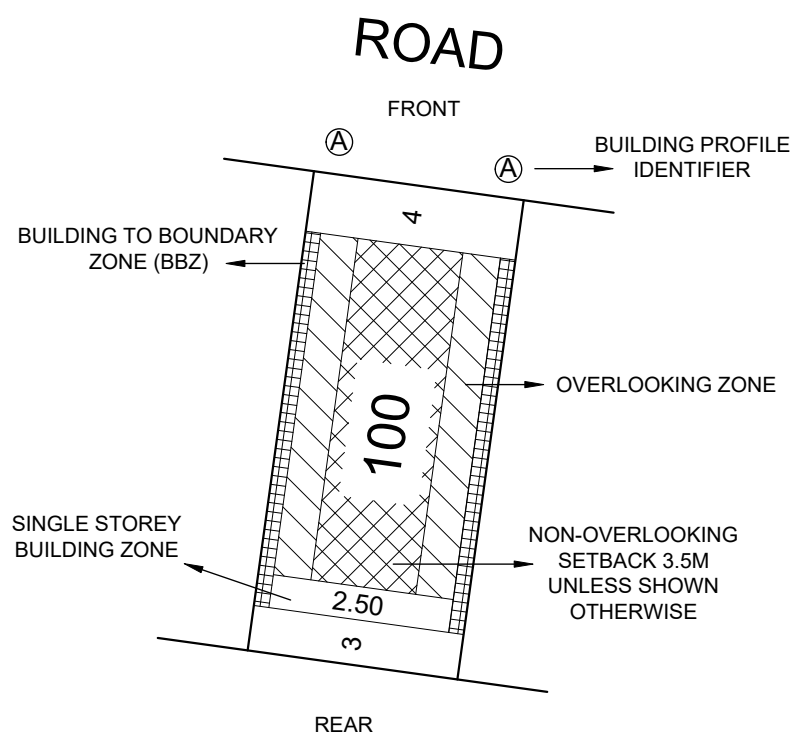 ROAD
FRONT
A
A
BUILDING PROFILE
IDENTIFIER
4
BUILDING TO BOUNDARY
ZONE (BBZ)
OVERLOOKING ZONE
100
SINGLE STOREY
BUILDING ZONE
NON-OVERLOOKING
SETBACK 3.5M
UNLESS SHOWN
OTHERWISE
2.50
3
REAR